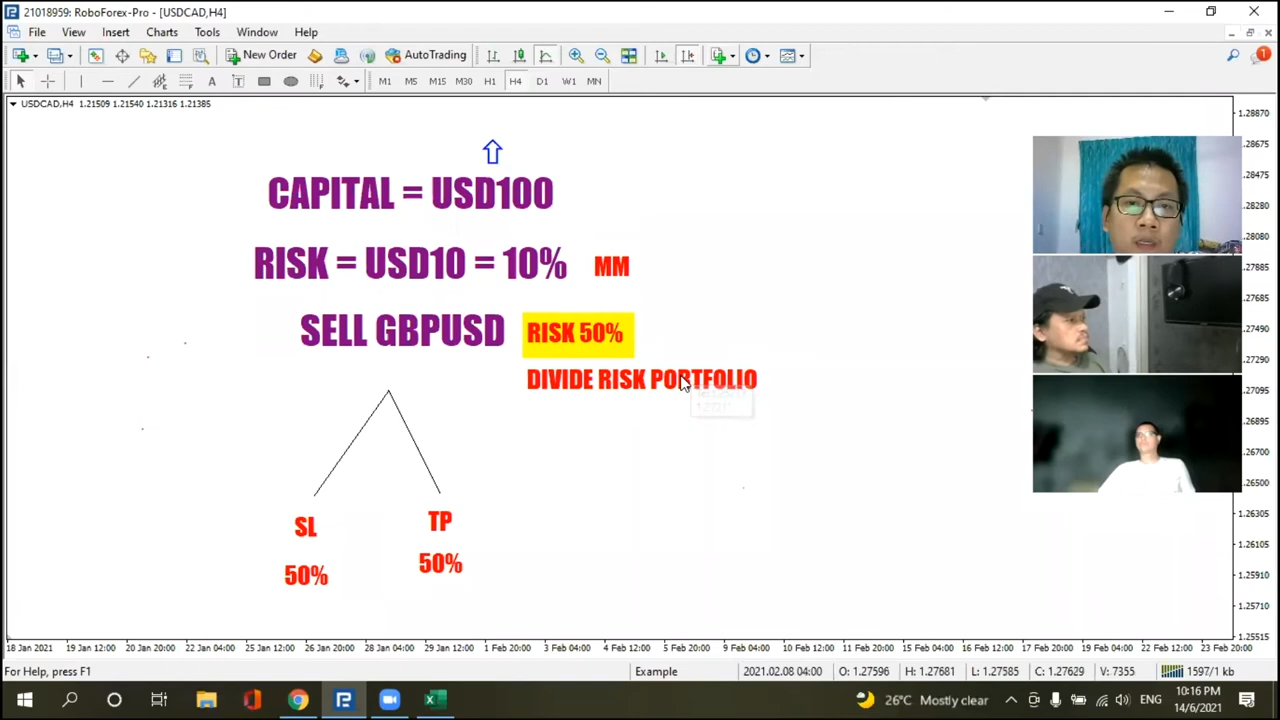 21018959: RoboForex-Pro - [USDCAD,H4]
File View Insert Charts Tools Window Help
New Order AutoTrading
M1 M5 M15 M30 H1 H4 D1 W1 MN
USDCAD,H4 1.21509 1.21540 1.21316 1.21385
CAPITAL = USD100
RISK = USD10 = 10% MM
SELL GBPUSD RISK 50%
DIVIDE RISK PORTFOLIO
SL TP
50% 50%
1.28870
1.28675
1.28475
1.28280
1.28080
1.27885
1.27685
1.27490
1.27290
1.27095
1.26895
1.26700
1.26500
1.26305
1.26105
1.25910
1.25710
1.25515
18 Jan 2021 19 Jan 12:00 20 Jan 20:00 22 Jan 04:00 25 Jan 12:00 26 Jan 20:00 28 Jan 04:00 29 Jan 12:00 1 Feb 20:00 3 Feb 04:00 4 Feb 12:00 5 Feb 20:00 9 Feb 04:00 10 Feb 12:00 11 Feb 20:00 15 Feb 04:00 16 Feb 12:00 17 Feb 20:00 19 Feb 04:00 22 Feb 12:00 23 Feb 20:00
For Help, press F1 Example 2021.02.08 04:00 O: 1.27596 H: 1.27681 L: 1.27585 C: 1.27629 V: 7355 1597/1 kb
26°C Mostly clear ENG 10:16 PM
14/6/2021